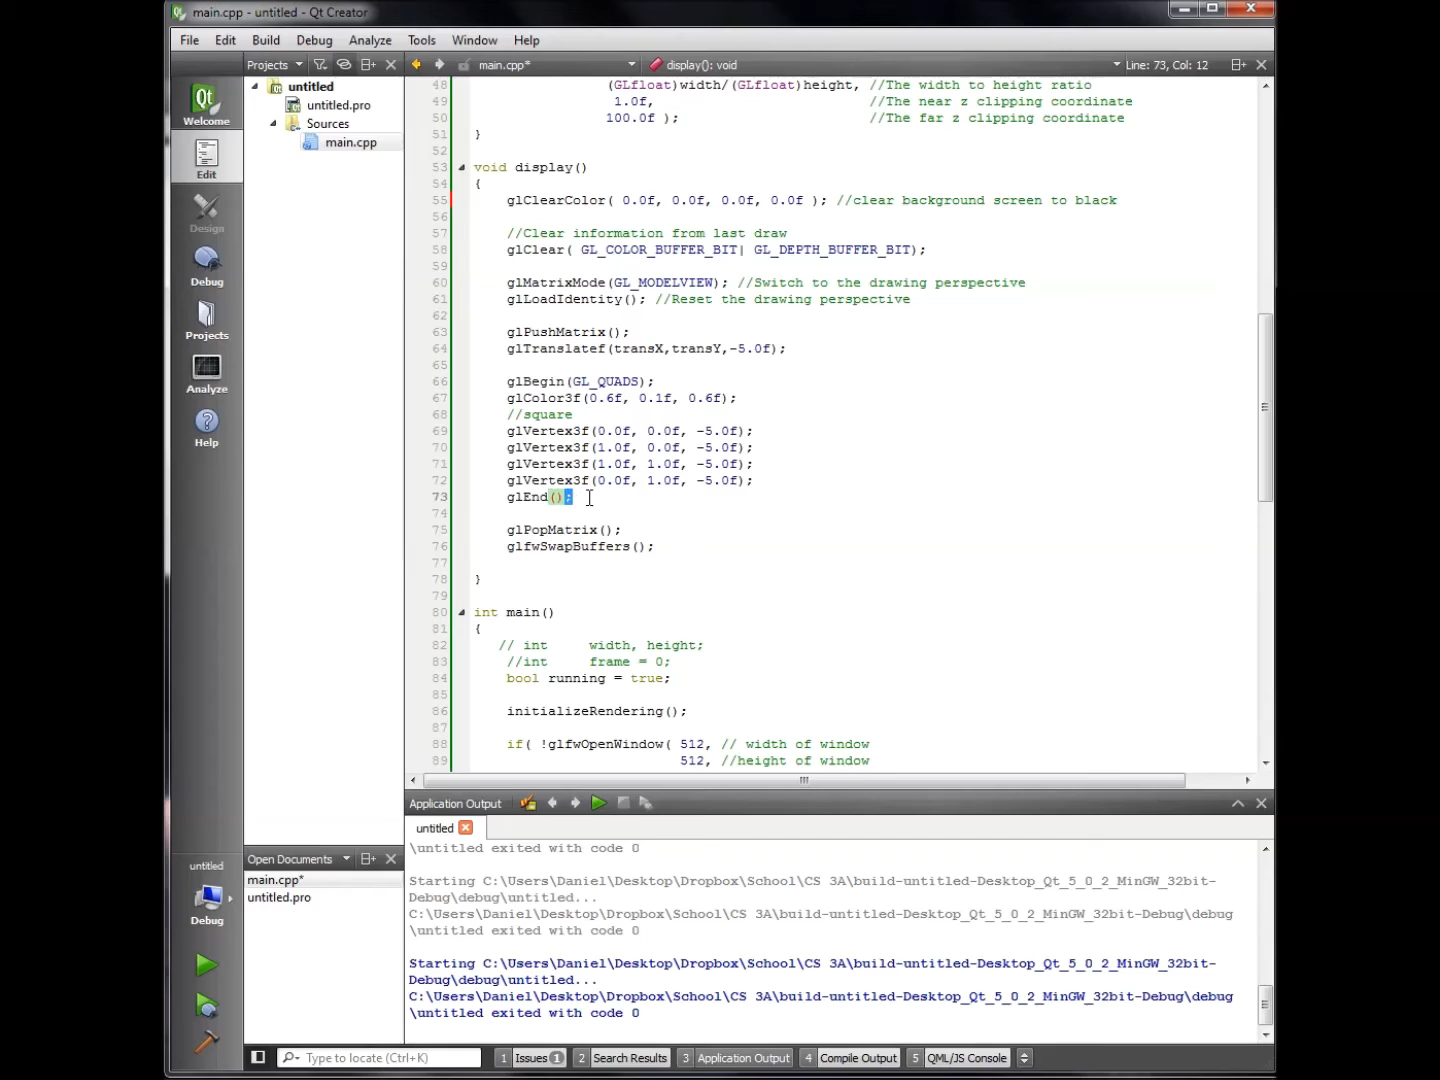 main.cpp - untitled - Qt Creator
File Edit Build Debug Analyze Tools Window Help
Projects main.cpp* display(): void Line: 73, Col: 12
Qt
Welcome
Edit
Design
Debug
Projects
Analyze
Help
untitled
untitled.pro
Sources
main.cpp
48 (GLfloat)width/(GLfloat)height, //The width to height ratio
49 1.0f, //The near z clipping coordinate
50 100.0f ); //The far z clipping coordinate
51 }
52
53 void display()
54 {
55 glClearColor( 0.0f, 0.0f, 0.0f, 0.0f ); //clear background screen to black
56
57 //Clear information from last draw
58 glClear( GL_COLOR_BUFFER_BIT| GL_DEPTH_BUFFER_BIT);
59
60 glMatrixMode(GL_MODELVIEW); //Switch to the drawing perspective
61 glLoadIdentity(); //Reset the drawing perspective
62
63 glPushMatrix();
64 glTranslatef(transX,transY,-5.0f);
65
66 glBegin(GL_QUADS);
67 glColor3f(0.6f, 0.1f, 0.6f);
68 //square
69 glVertex3f(0.0f, 0.0f, -5.0f);
70 glVertex3f(1.0f, 0.0f, -5.0f);
71 glVertex3f(1.0f, 1.0f, -5.0f);
72 glVertex3f(0.0f, 1.0f, -5.0f);
73 glEnd();
74
75 glPopMatrix();
76 glfwSwapBuffers();
77
78 }
79
80 int main()
81 {
82 // int width, height;
83 //int frame = 0;
84 bool running = true;
85
86 initializeRendering();
87
88 if( !glfwOpenWindow( 512, // width of window
89 512, //height of window
Application Output
untitled
\untitled exited with code 0
Starting C:\Users\Daniel\Desktop\Dropbox\School\CS 3A\build-untitled-Desktop_Qt_5_0_2_MinGW_32bit-
Debug\debug\untitled...
C:\Users\Daniel\Desktop\Dropbox\School\CS 3A\build-untitled-Desktop_Qt_5_0_2_MinGW_32bit-Debug\debug
\untitled exited with code 0
Starting C:\Users\Daniel\Desktop\Dropbox\School\CS 3A\build-untitled-Desktop_Qt_5_0_2_MinGW_32bit-
Debug\debug\untitled...
C:\Users\Daniel\Desktop\Dropbox\School\CS 3A\build-untitled-Desktop_Qt_5_0_2_MinGW_32bit-Debug\debug
\untitled exited with code 0
Open Documents
main.cpp*
untitled.pro
untitled
Debug
Type to locate (Ctrl+K) 1 Issues 1 2 Search Results 3 Application Output 4 Compile Output 5 QML/JS Console